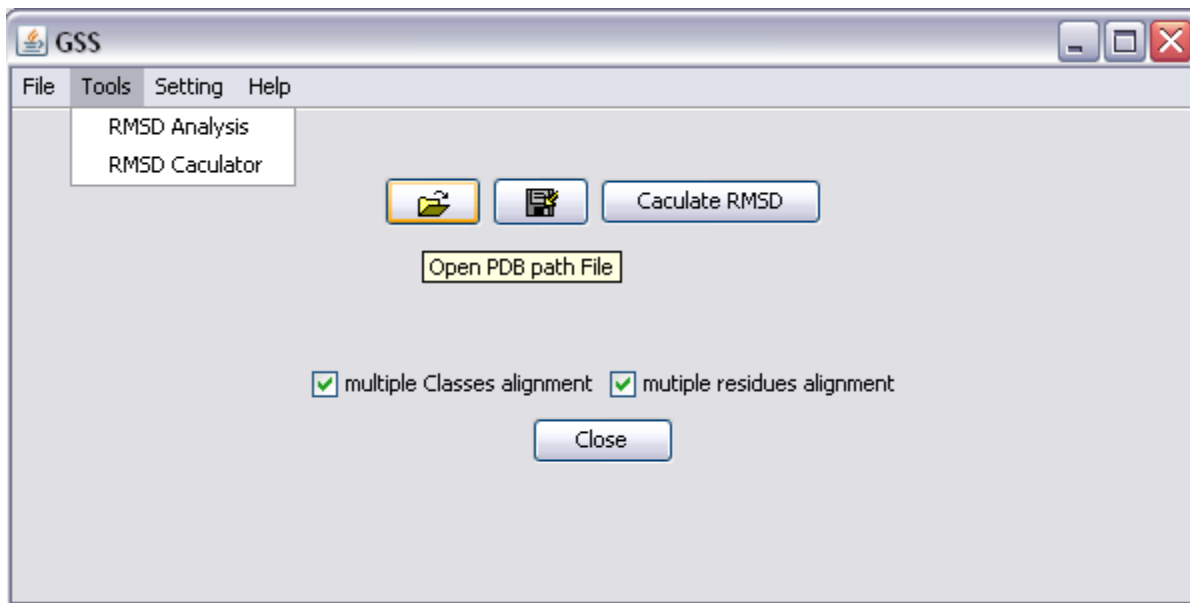 GSS
File Tools Setting Help
RMSD Analysis
RMSD Caculator
Caculate RMSD
Open PDB path File
multiple Classes alignment mutiple residues alignment
Close